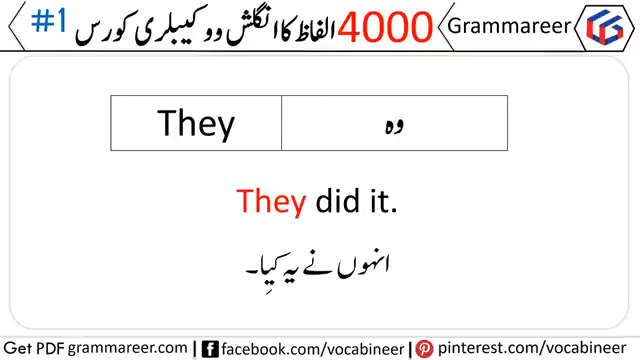 #1 4000 الفاظ کا انگلش ووکیبلری کورس
Grammareer
They وہ
They did it.
انہوں نے یہ کِیا۔
Get PDF grammareer.com | facebook.com/vocabineer | pinterest.com/vocabineer